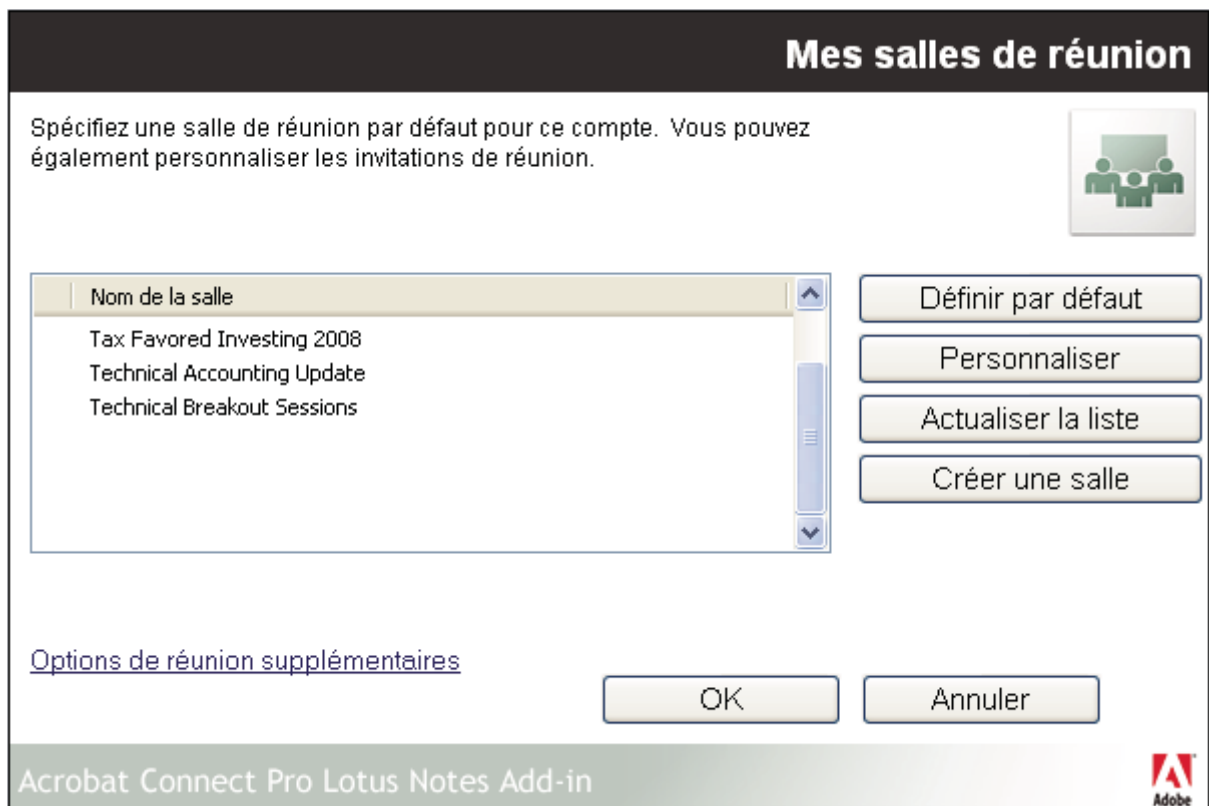 Mes salles de réunion
Spécifiez une salle de réunion par défaut pour ce compte. Vous pouvez
également personnaliser les invitations de réunion.
Nom de la salle
Tax Favored Investing 2008
Technical Accounting Update
Technical Breakout Sessions
Définir par défaut
Personnaliser
Actualiser la liste
Créer une salle
Options de réunion supplémentaires
OK
Annuler
Acrobat Connect Pro Lotus Notes Add-in
Adobe